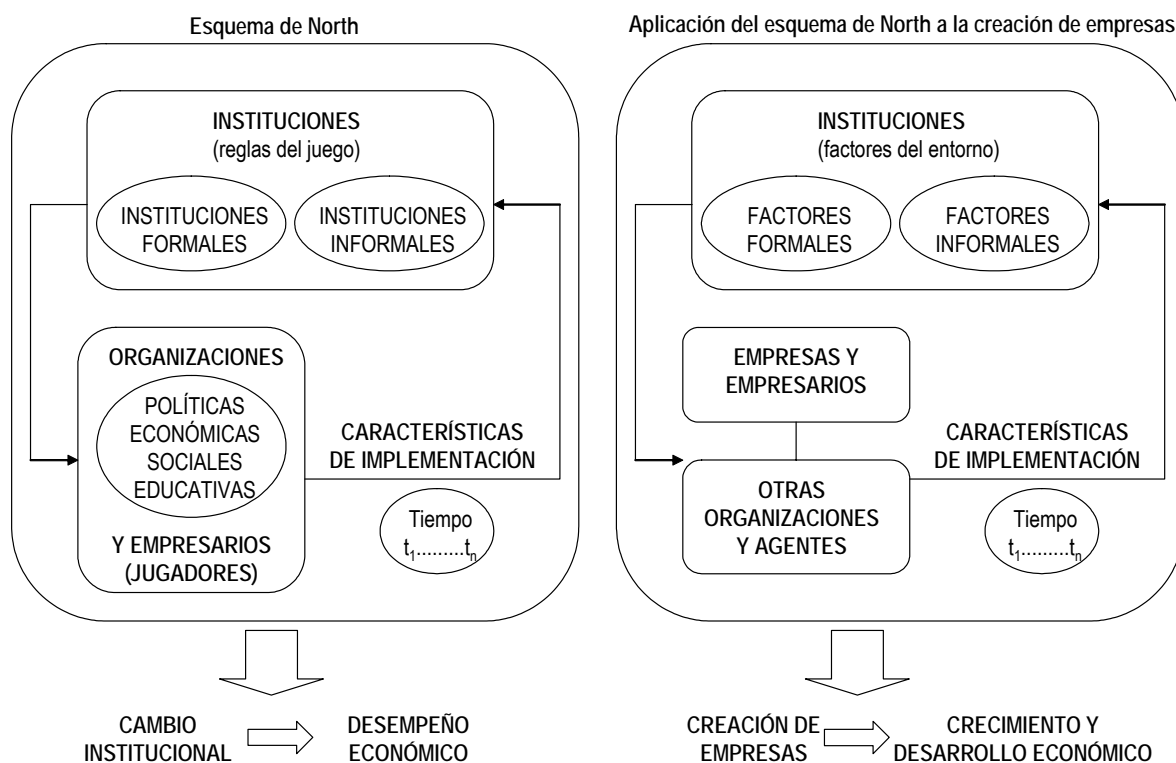 Esquema de North
INSTITUCIONES
(reglas del juego)
INSTITUCIONES
FORMALES
INSTITUCIONES
INFORMALES
ORGANIZACIONES
POLÍTICAS
ECONÓMICAS
SOCIALES
EDUCATIVAS
Y EMPRESARIOS
(JUGADORES)
CARACTERÍSTICAS
DE IMPLEMENTACIÓN
Tiempo
t1.........tn
CAMBIO
INSTITUCIONAL
DESEMPEÑO
ECONÓMICO
Aplicación del esquema de North a la creación de empresas
INSTITUCIONES
(factores del entorno)
FACTORES
FORMALES
FACTORES
INFORMALES
EMPRESAS Y
EMPRESARIOS
OTRAS
ORGANIZACIONES
Y AGENTES
CARACTERÍSTICAS
DE IMPLEMENTACIÓN
Tiempo
t1.........tn
CREACIÓN DE
EMPRESAS
CRECIMIENTO Y
DESARROLLO ECONÓMICO